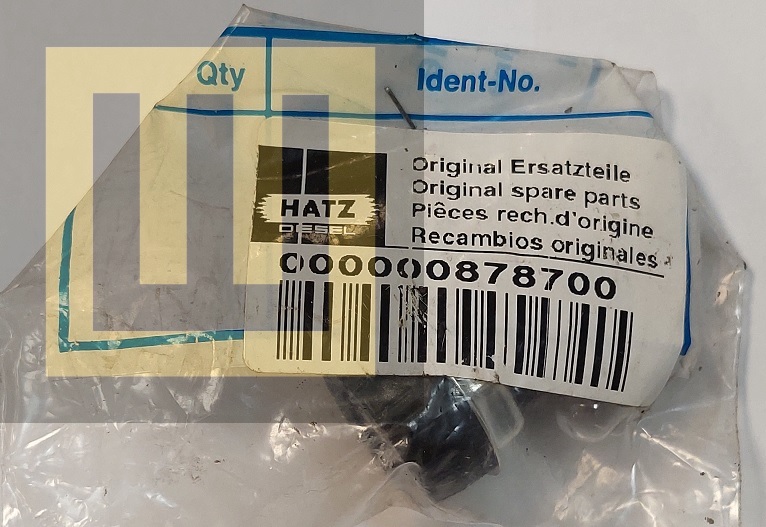 Qty Ident-No.
Original Ersatzteile
Original spare parts
Pièces rech.d'origine
Recambios originales
HATZ
DIESEL
000000878700